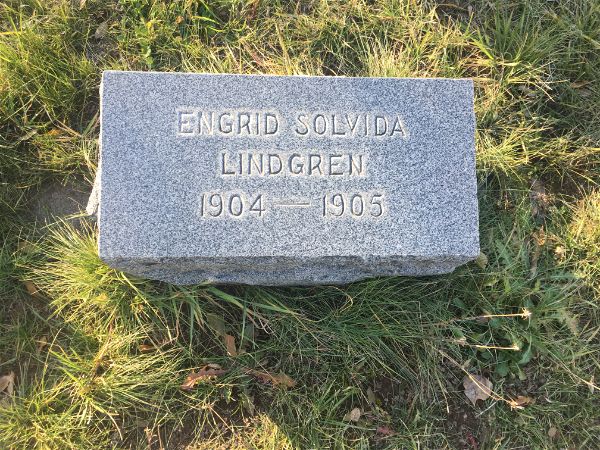 ENGRID SOLVIDA
LINDGREN
1904 — 1905